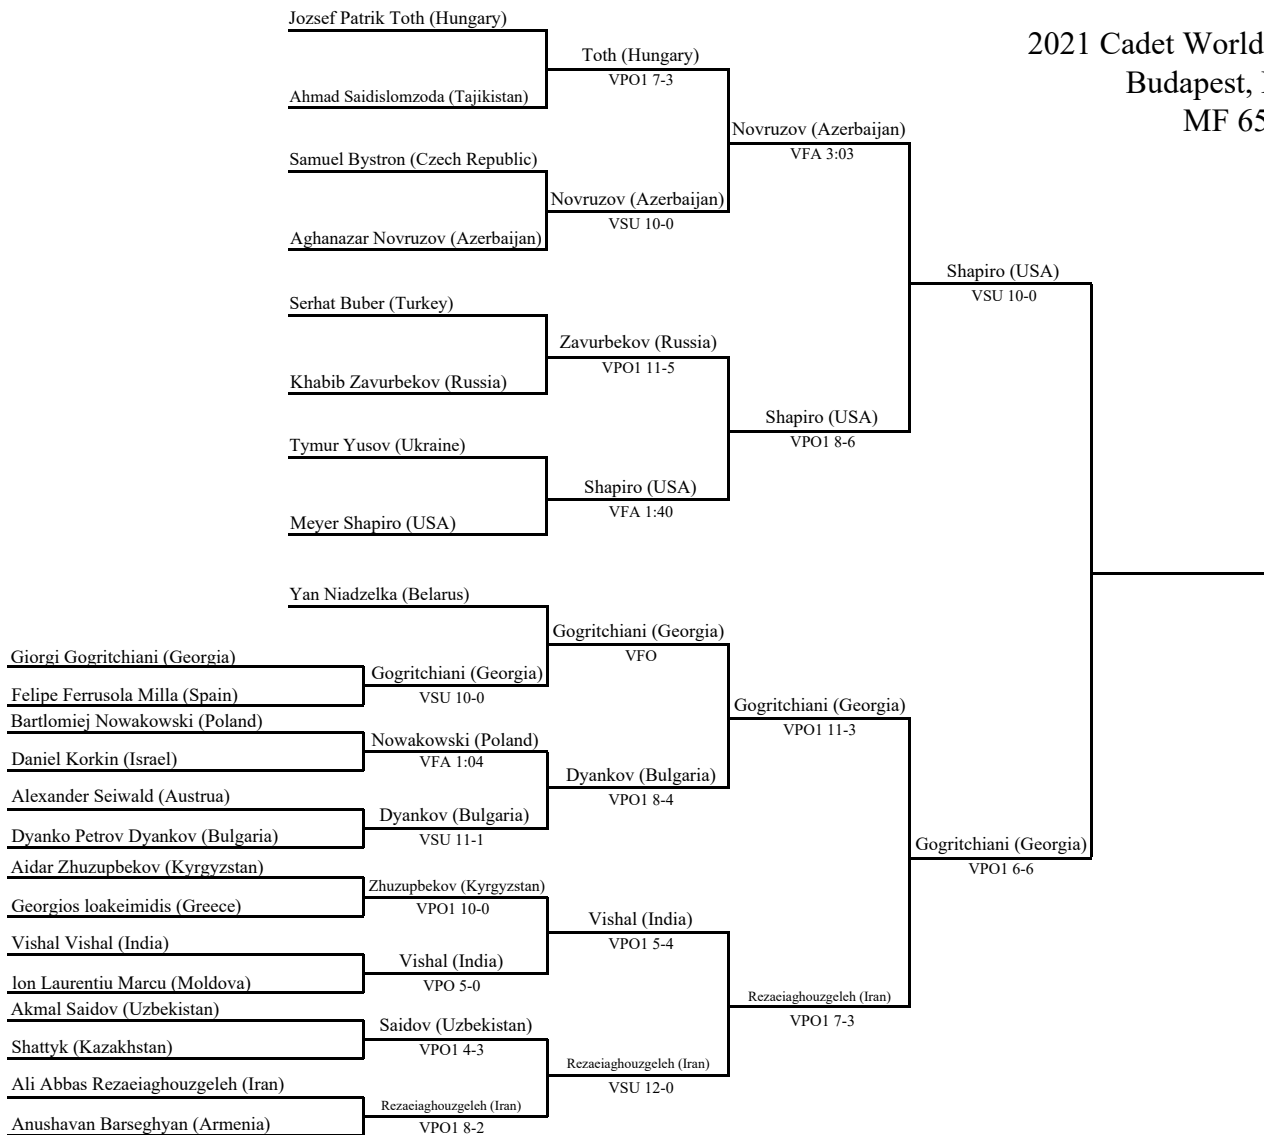 Jozsef Patrik Toth (Hungary)
2021 Cadet World
Toth (Hungary)
VPO1 7-3
Budapest,
Ahmad Saidislomzoda (Tajikistan)
MF 65
Novruzov (Azerbaijan)
VFA 3:03
Samuel Bystron (Czech Republic)
Novruzov (Azerbaijan)
VSU 10-0
Aghanazar Novruzov (Azerbaijan)
Shapiro (USA)
VSU 10-0
Serhat Buber (Turkey)
Zavurbekov (Russia)
VPO1 11-5
Khabib Zavurbekov (Russia)
Shapiro (USA)
VPO1 8-6
Tymur Yusov (Ukraine)
Shapiro (USA)
VFA 1:40
Meyer Shapiro (USA)
Yan Niadzelka (Belarus)
Gogritchiani (Georgia)
VFO
Giorgi Gogritchiani (Georgia)
Gogritchiani (Georgia)
VSU 10-0
Felipe Ferrusola Milla (Spain)
Gogritchiani (Georgia)
VPO1 11-3
Bartlomiej Nowakowski (Poland)
Nowakowski (Poland)
VFA 1:04
Daniel Korkin (Israel)
Dyankov (Bulgaria)
VPO1 8-4
Alexander Seiwald (Austrua)
Dyankov (Bulgaria)
VSU 11-1
Dyanko Petrov Dyankov (Bulgaria)
Gogritchiani (Georgia)
VPO1 6-6
Aidar Zhuzupbekov (Kyrgyzstan)
Zhuzupbekov (Kyrgyzstan)
VPO1 10-0
Georgios loakeimidis (Greece)
Vishal (India)
VPO1 5-4
Vishal Vishal (India)
Vishal (India)
VPO 5-0
lon Laurentiu Marcu (Moldova)
Rezaeiaghouzgeleh (Iran)
VPO1 7-3
Akmal Saidov (Uzbekistan)
Saidov (Uzbekistan)
VPO1 4-3
Shattyk (Kazakhstan)
Rezaeiaghouzgeleh (Iran)
VSU 12-0
Ali Abbas Rezaeiaghouzgeleh (Iran)
Rezaeiaghouzgeleh (Iran)
VPO1 8-2
Anushavan Barseghyan (Armenia)